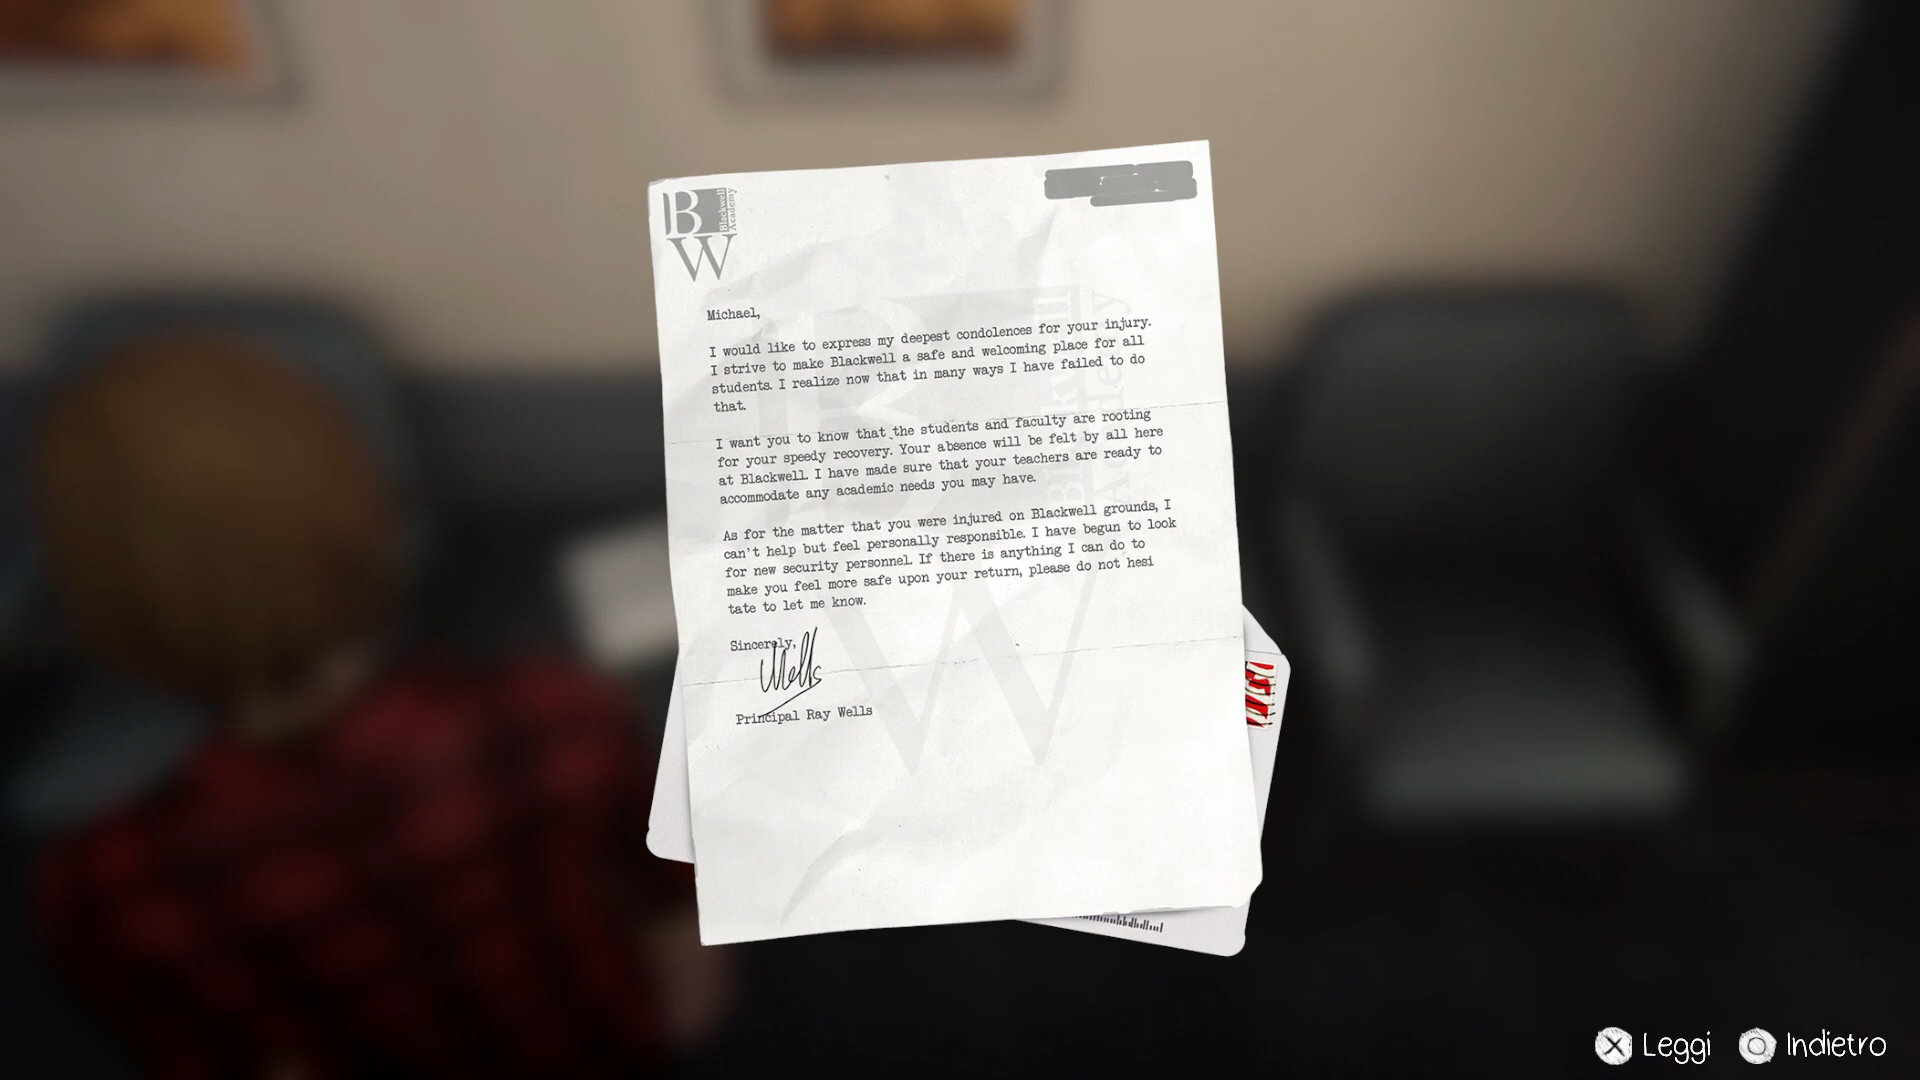 B
W
Blackwell
Academy
Michael,
I would like to express my deepest condolences for your injury.
I strive to make Blackwell a safe and welcoming place for all
students. I realize now that in many ways I have failed to do
that.
I want you to know that the students and faculty are rooting
for your speedy recovery. Your absence will be felt by all here
at Blackwell. I have made sure that your teachers are ready to
accommodate any academic needs you may have.
As for the matter that you were injured on Blackwell grounds, I
can't help but feel personally responsible. I have begun to look
for new security personnel. If there is anything I can do to
make you feel more safe upon your return, please do not hesi
tate to let me know.
Sincerely,
Wells
Principal Ray Wells
Leggi
Indietro